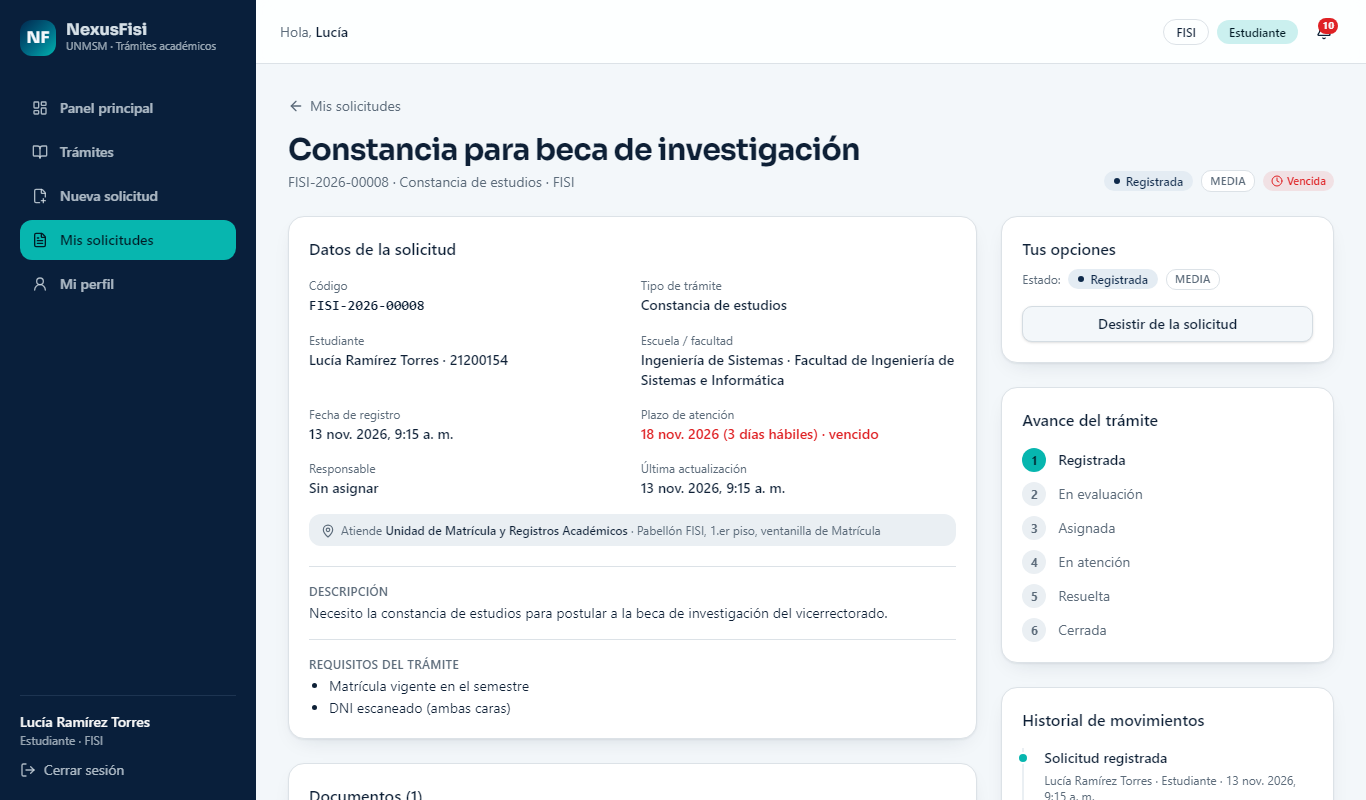 NF
NexusFisi
UNMSM · Trámites académicos
Panel principal
Trámites
Nueva solicitud
Mis solicitudes
Mi perfil
Lucía Ramírez Torres
Estudiante · FISI
Cerrar sesión
Hola, Lucía
FISI
Estudiante
10
Mis solicitudes
Constancia para beca de investigación
FISI-2026-00008 · Constancia de estudios · FISI
Registrada
MEDIA
Vencida
Datos de la solicitud
Código
FISI-2026-00008
Tipo de trámite
Constancia de estudios
Estudiante
Lucía Ramírez Torres · 21200154
Escuela / facultad
Ingeniería de Sistemas · Facultad de Ingeniería de
Sistemas e Informática
Fecha de registro
13 nov. 2026, 9:15 a. m.
Plazo de atención
18 nov. 2026 (3 días hábiles) · vencido
Responsable
Sin asignar
Última actualización
13 nov. 2026, 9:15 a. m.
Atiende Unidad de Matrícula y Registros Académicos · Pabellón FISI, 1.er piso, ventanilla de Matrícula
DESCRIPCIÓN
Necesito la constancia de estudios para postular a la beca de investigación del vicerrectorado.
REQUISITOS DEL TRÁMITE
Matrícula vigente en el semestre
DNI escaneado (ambas caras)
Documentos (1)
Tus opciones
Estado: Registrada MEDIA
Desistir de la solicitud
Avance del trámite
1 Registrada
2 En evaluación
3 Asignada
4 En atención
5 Resuelta
6 Cerrada
Historial de movimientos
Solicitud registrada
Lucía Ramírez Torres · Estudiante · 13 nov. 2026,
9:15 a. m.